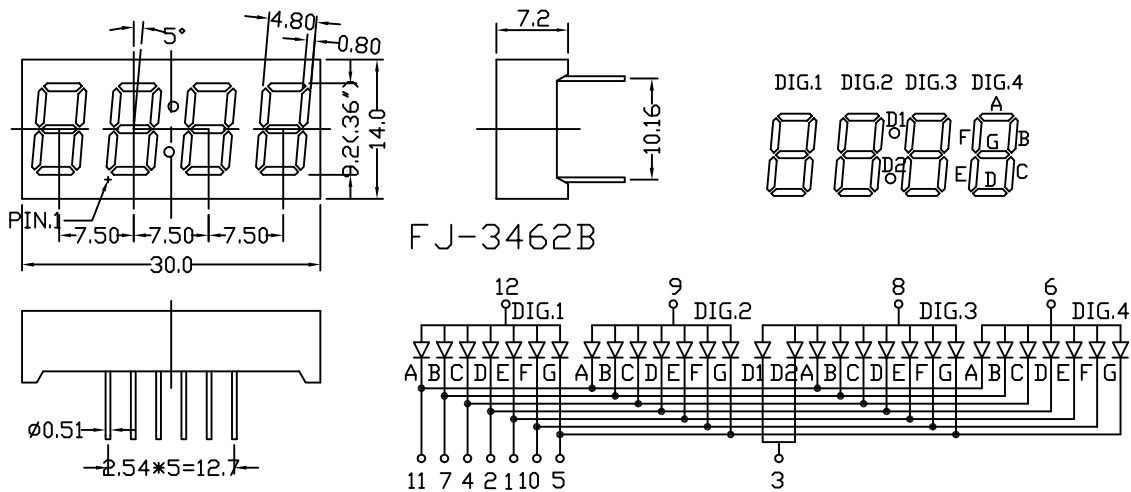 5°
4.80
0.80
9.2(.36")
14.0
PIN.1
7.50 7.50 7.50
30.0
7.2
10.16
FJ-3462B
DIG.1 DIG.2 DIG.3 DIG.4
A
D1 F G B
D2 E D C
12 9 8 6
DIG.1 DIG.2 DIG.3 DIG.4
A B C D E F G A B C D E F G D1 D2 A B C D E F G A B C D E F G
11 7 4 2 1 10 5 3
ø0.51
2.54*5=12.7